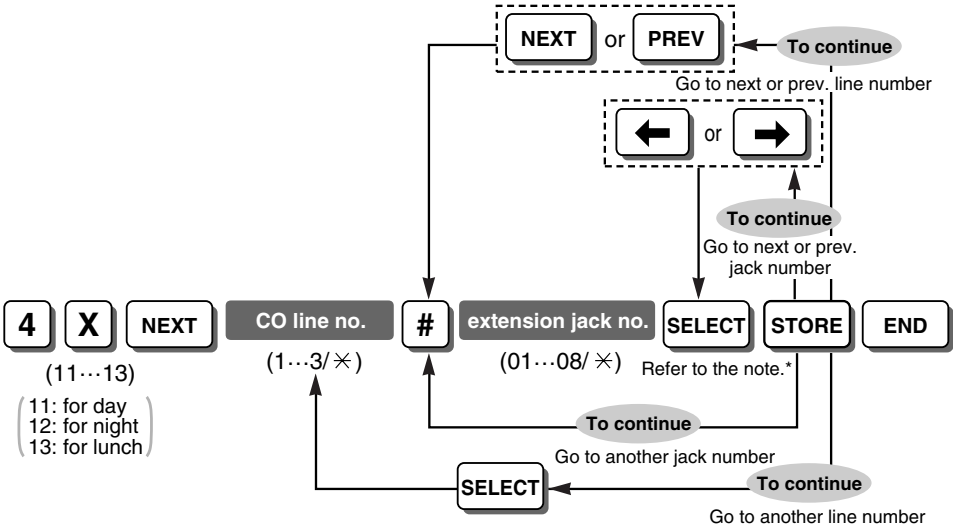 NEXT or PREV To continue
Go to next or prev. line number
← or →
To continue
Go to next or prev.
jack number
4 X NEXT CO line no. # extension jack no. SELECT STORE END
(11···13) (1···3/✳) (01···08/✳) Refer to the note.*
11: for day
12: for night
13: for lunch
To continue
Go to another jack number
SELECT To continue
Go to another line number